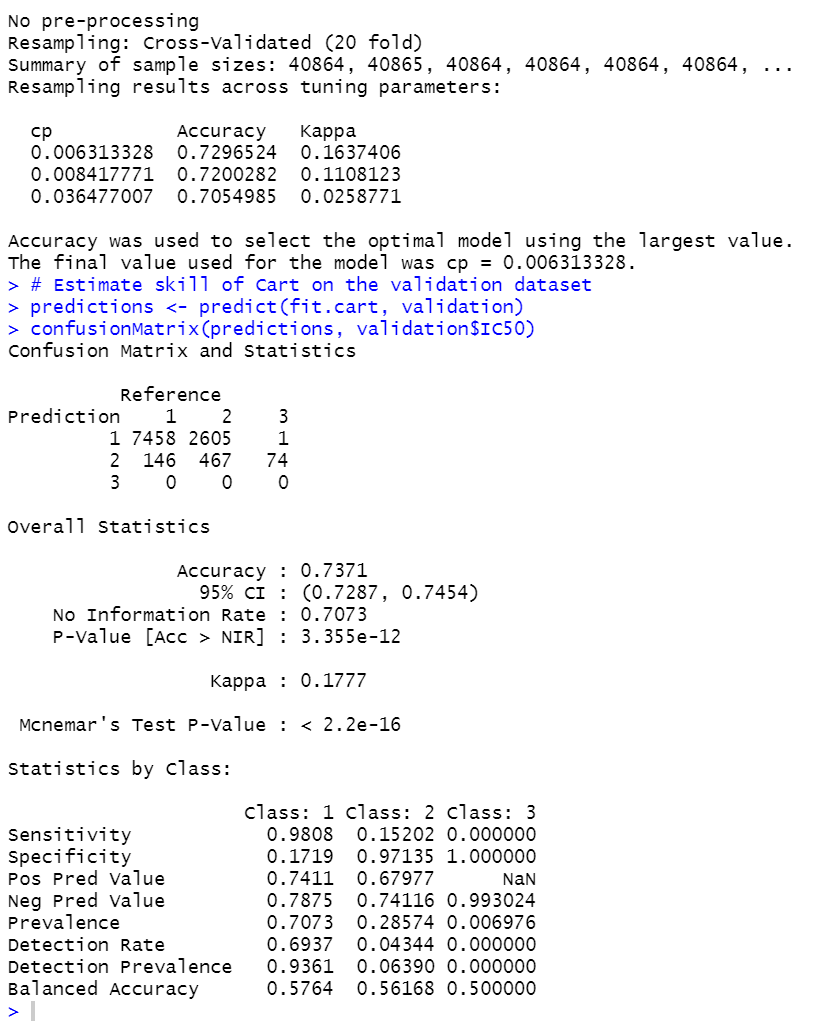 No pre-processing
Resampling: Cross-Validated (20 fold)
Summary of sample sizes: 40864, 40865, 40864, 40864, 40864, 40864, ...
Resampling results across tuning parameters:

  cp           Accuracy   Kappa
  0.006313328  0.7296524  0.1637406
  0.008417771  0.7200282  0.1108123
  0.036477007  0.7054985  0.0258771

Accuracy was used to select the optimal model using the largest value.
The final value used for the model was cp = 0.006313328.
> # Estimate skill of Cart on the validation dataset
> predictions <- predict(fit.cart, validation)
> confusionMatrix(predictions, validation$IC50)
Confusion Matrix and Statistics

          Reference
Prediction    1    2    3
         1 7458 2605    1
         2  146  467   74
         3    0    0    0

Overall Statistics

               Accuracy : 0.7371
                 95% CI : (0.7287, 0.7454)
    No Information Rate : 0.7073
    P-Value [Acc > NIR] : 3.355e-12

                  Kappa : 0.1777

 Mcnemar's Test P-Value : < 2.2e-16

Statistics by Class:

                     Class: 1 Class: 2 Class: 3
Sensitivity            0.9808  0.15202 0.000000
Specificity            0.1719  0.97135 1.000000
Pos Pred Value         0.7411  0.67977      NaN
Neg Pred Value         0.7875  0.74116 0.993024
Prevalence             0.7073  0.28574 0.006976
Detection Rate         0.6937  0.04344 0.000000
Detection Prevalence   0.9361  0.06390 0.000000
Balanced Accuracy      0.5764  0.56168 0.500000
>